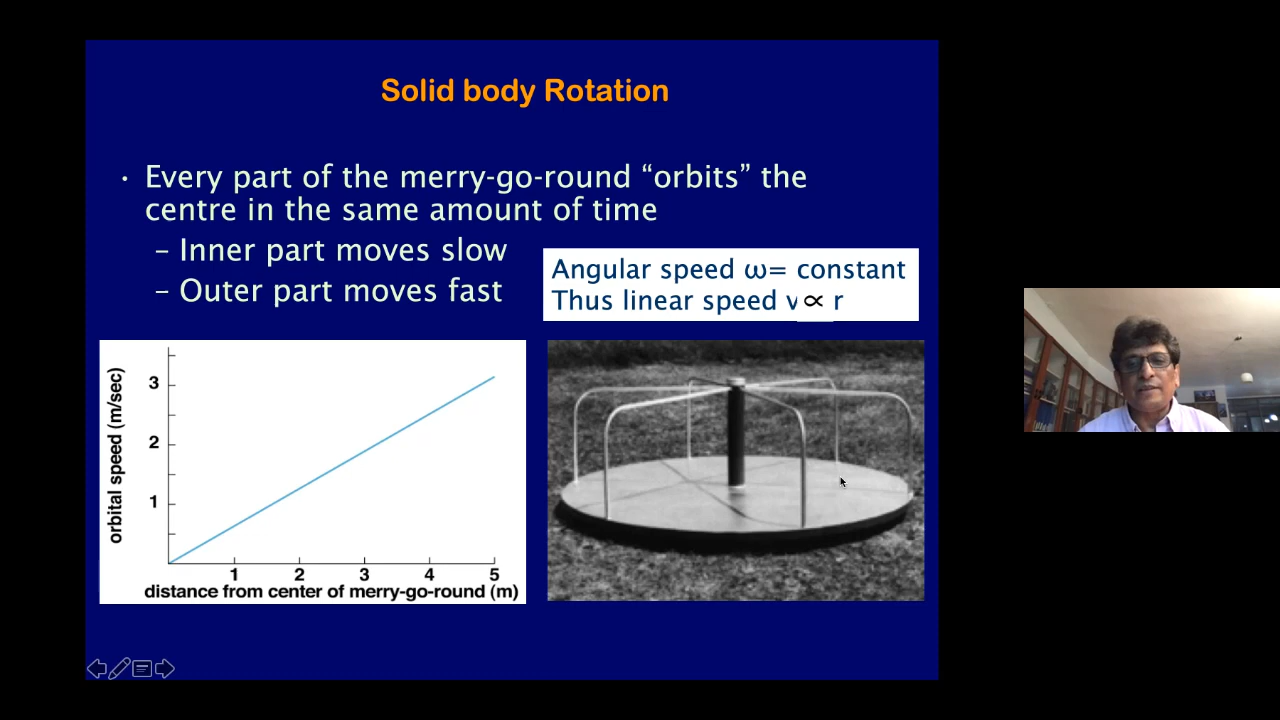 Solid body Rotation
• Every part of the merry-go-round “orbits” the
centre in the same amount of time
– Inner part moves slow
– Outer part moves fast
Angular speed ω= constant
Thus linear speed v ∝ r
orbital speed (m/sec)
3
2
1
1 2 3 4 5
distance from center of merry-go-round (m)